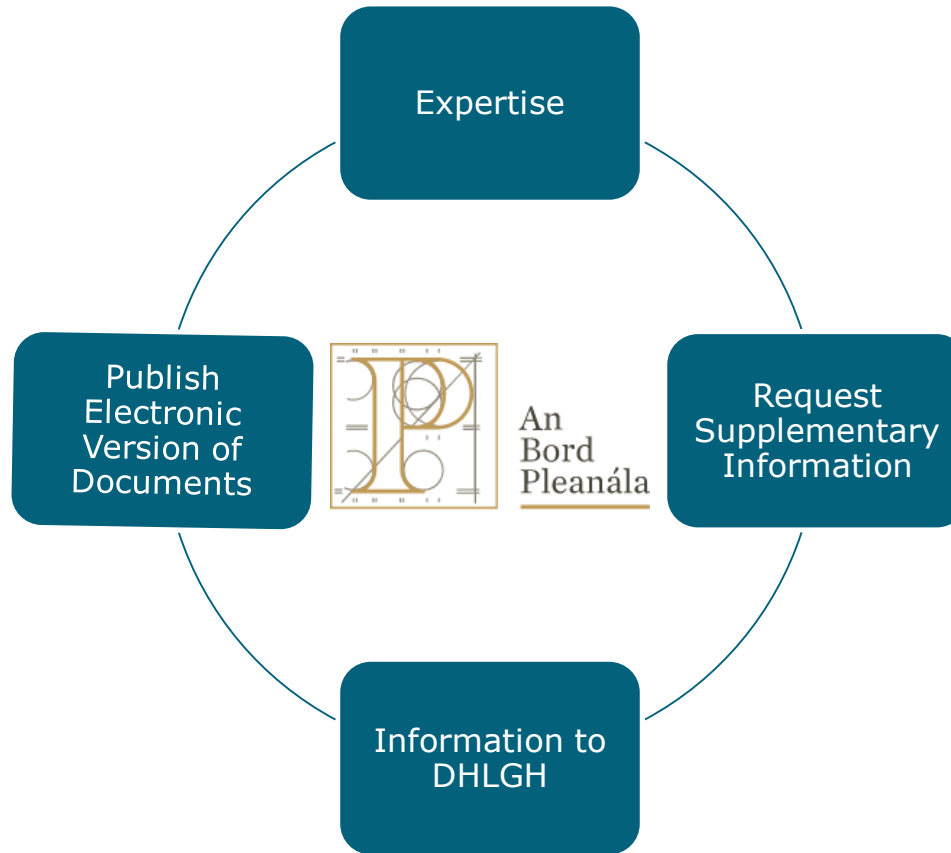 Expertise
Publish
Electronic
Version of
Documents
An
Bord
Pleanála
Request
Supplementary
Information
Information to
DHLGH